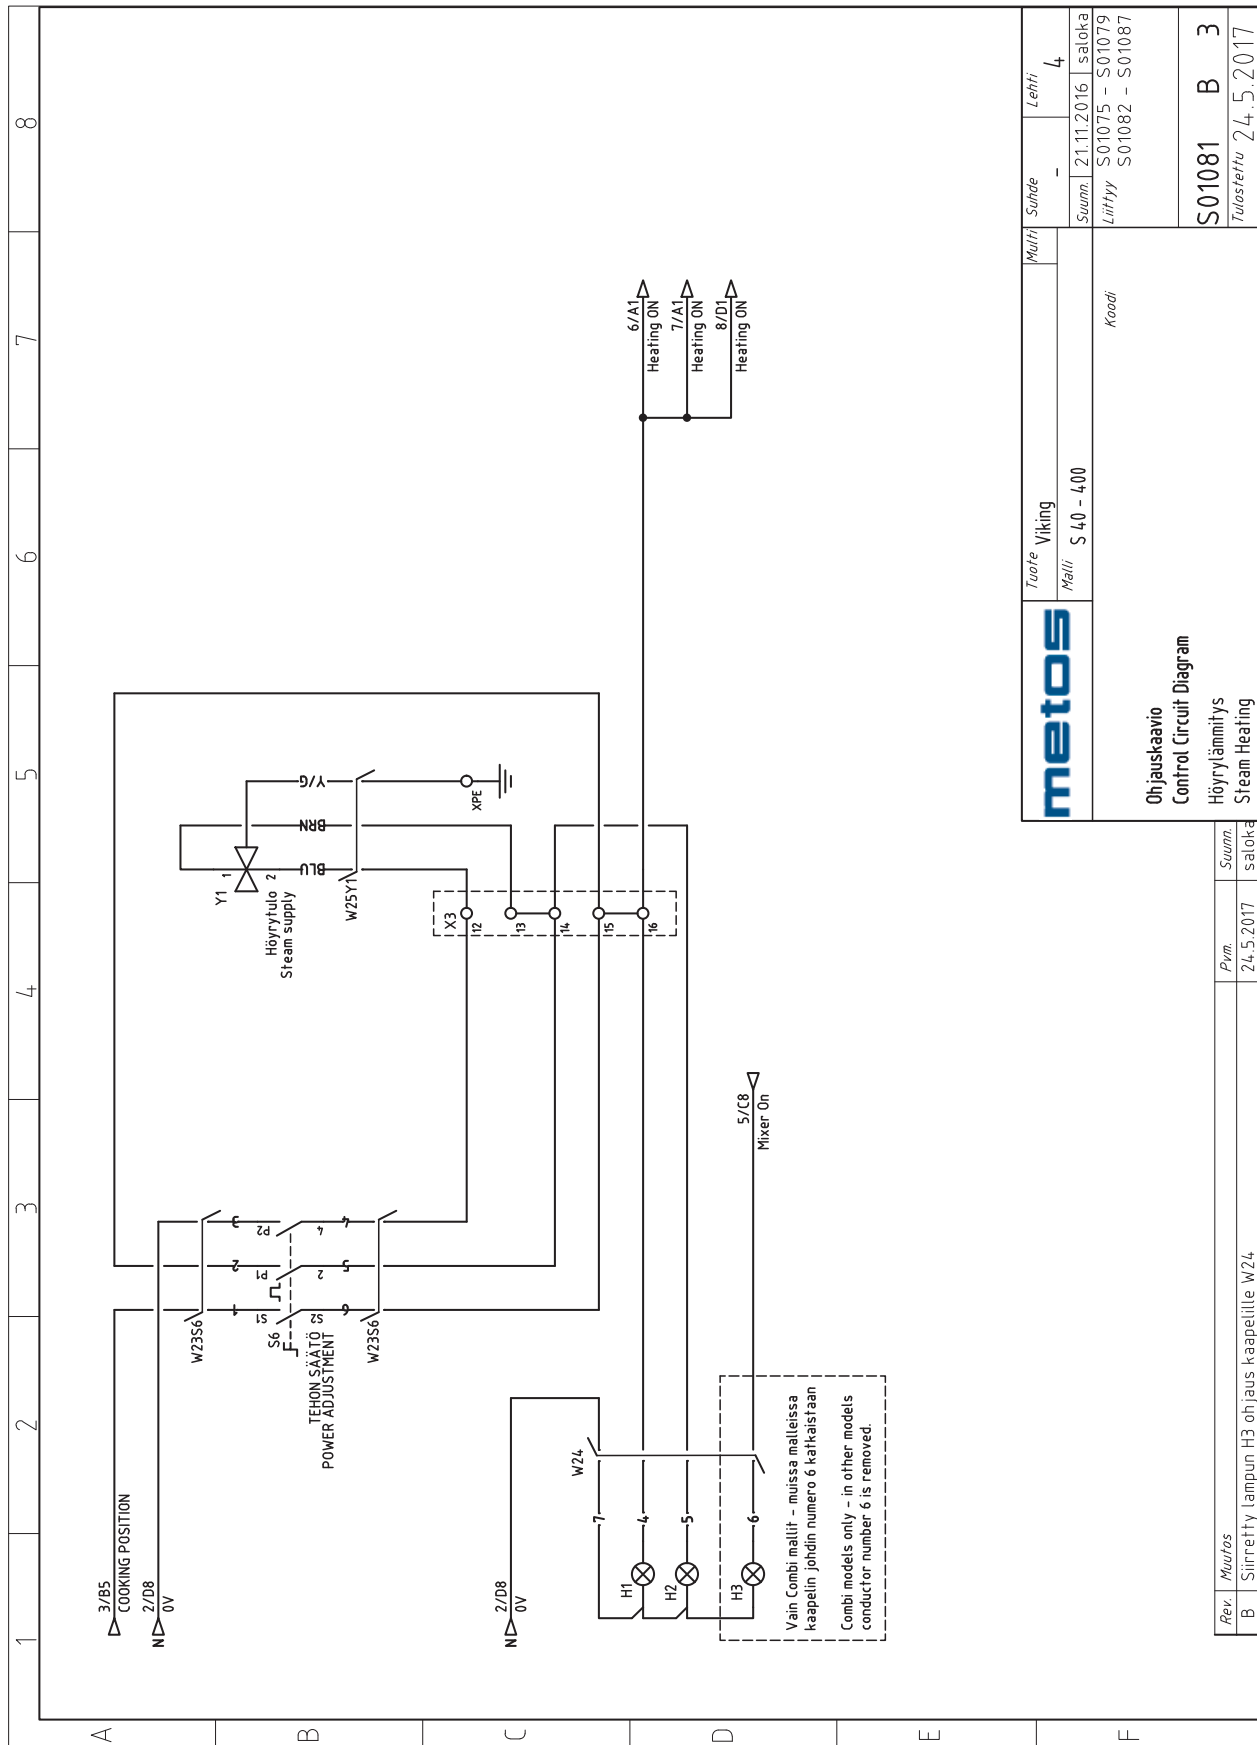 1 2 3 4 5 6 7 8
A
B
C
D
E
F
3/B5
COOKING POSITION
2/D8
N
0V
W23S6
1
2
3
S1
P1
P2
S6
S2
2
4
6
5
4
TEHON SÄÄTÖ
POWER ADJUSTMENT
W23S6
Y1
1
2
Höyrytulo
Steam supply
BLU
BRN
Y/G
W25Y1
XPE
X3
12
13
14
15
16
2/D8
N
0V
W24
7
4
5
6
H1
H2
H3
5/C8
Mixer On
6/A1
Heating ON
7/A1
Heating ON
8/D1
Heating ON
Vain Combi mallit - muissa malleissa
kaapelin johdin numero 6 katkaistaan
Combi models only - in other models
conductor number 6 is removed.
Rev. Muutos Pvm. Suunn.
B Siirretty lampun H3 ohjaus kaapelille W24 24.5.2017 saloka
metos
Tuote Viking
Malli S 40 - 400
Multi
Suhde -
Lehti 4
Suunn. 21.11.2016 saloka
Liittyy S01075 - S01079
S01082 - S01087
Koodi
Ohjauskaavio
Control Circuit Diagram
Höyrylämmitys
Steam Heating
S01081 B 3
Tulostettu 24.5.2017